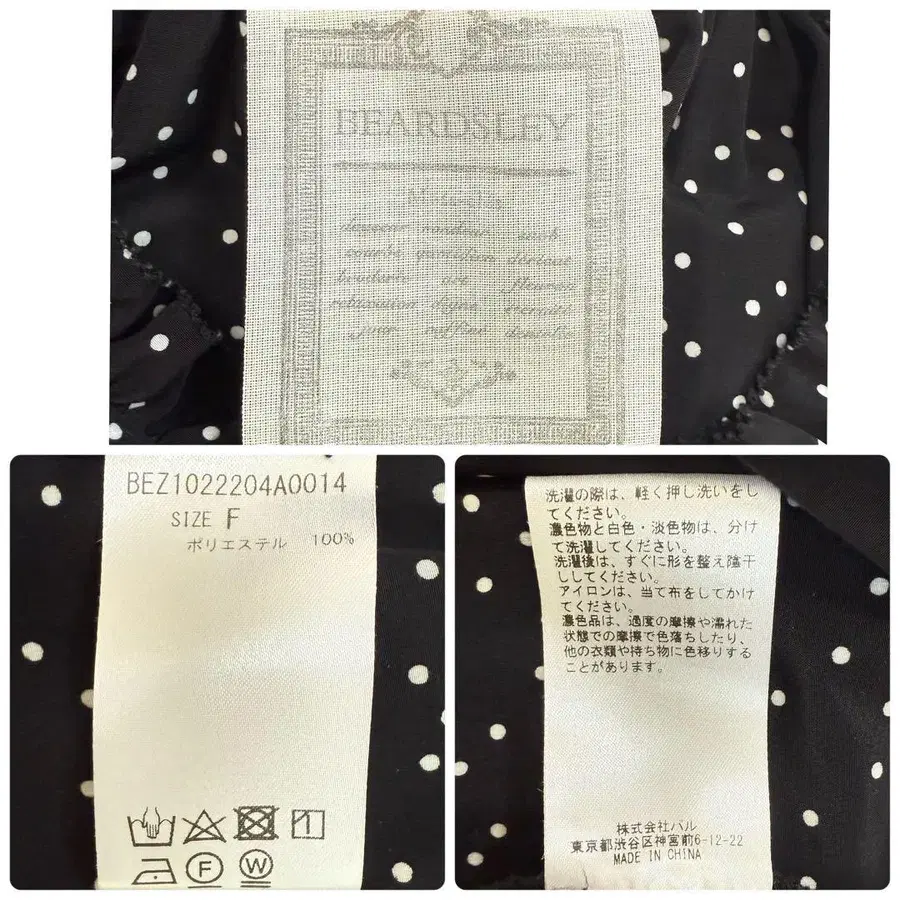 BEARDSLEY
quotidien
art
relaxation
BEZ1022204A0014
SIZE F
ポリエステル 100%
F
W
洗濯の際は、軽く押し洗いをし
てください。
濃色物と白色・淡色物は、分け
て洗濯してください。
洗濯後は、すぐに形を整え陰干
ししてください。
アイロンは、当て布をしてかけ
てください。
濃色品は、過度の摩擦や濡れた
状態での摩擦で色落ちしたり、
他の衣類や持ち物に色移りする
ことがあります。
株式会社パル
東京都渋谷区神宮前6-12-22
MADE IN CHINA